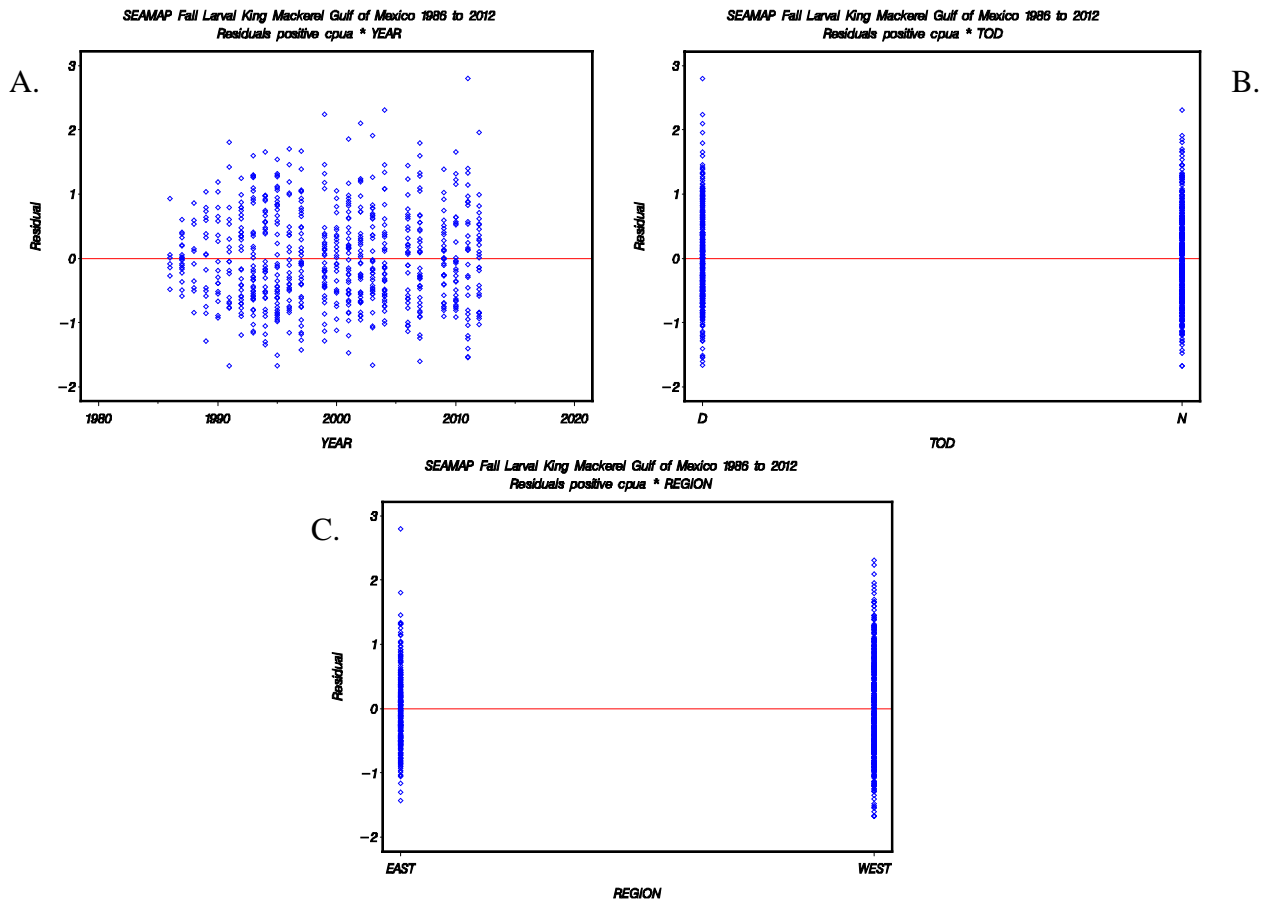 SEAMAP Fall Larval King Mackerel Gulf of Mexico 1986 to 2012
Residuals positive cpua * YEAR
A.
Residual
3
2
1
0
−1
−2
1980 1990 2000 2010 2020
YEAR
SEAMAP Fall Larval King Mackerel Gulf of Mexico 1986 to 2012
Residuals positive cpua * TOD
B.
Residual
3
2
1
0
−1
−2
D N
TOD
SEAMAP Fall Larval King Mackerel Gulf of Mexico 1986 to 2012
Residuals positive cpua * REGION
C.
Residual
3
2
1
0
−1
−2
EAST WEST
REGION